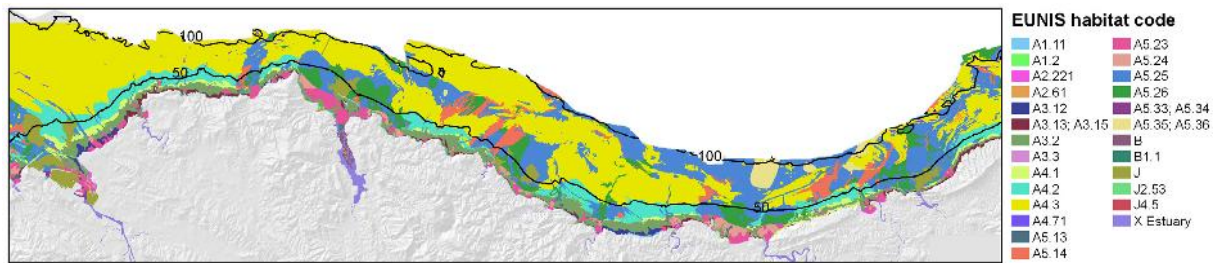 EUNIS habitat code
A1.11
A1.2
A2.221
A2.61
A3.12
A3.13; A3.15
A3.2
A3.3
A4.1
A4.2
A4.3
A4.71
A5.13
A5.14
A5.23
A5.24
A5.25
A5.26
A5.33, A5.34
A5.35; A5.36
B
B1.1
J
J2.53
J4.5
X Estuary
100
50
100
50